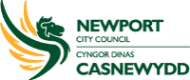 NEWPORT
CITY COUNCIL
CYNGOR DINAS
CASNEWYDD